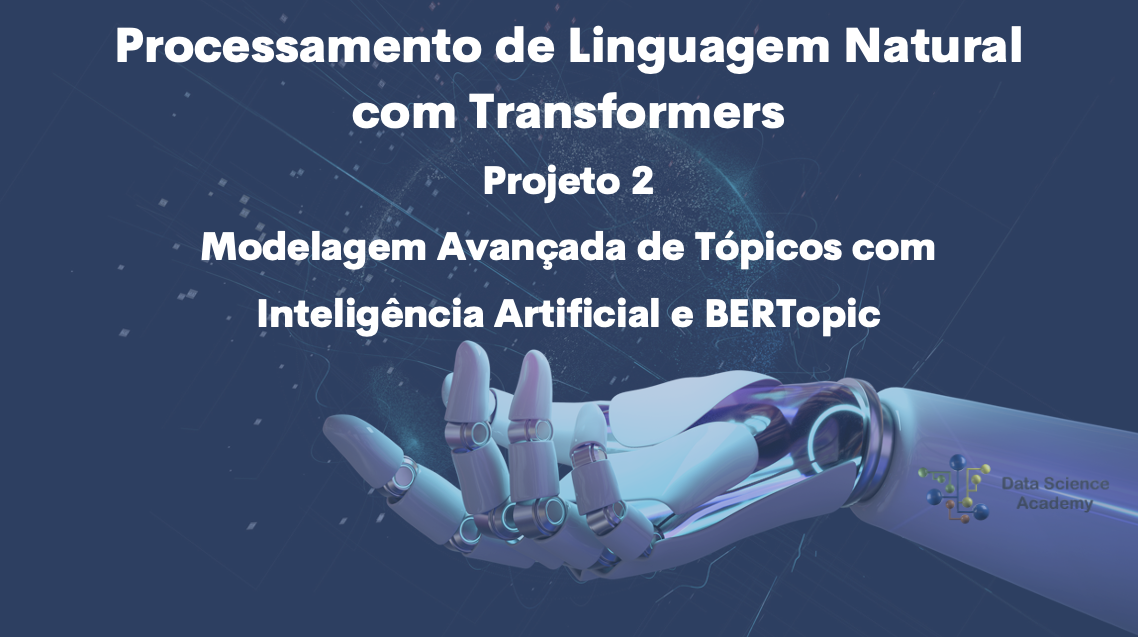 Processamento de Linguagem Natural
com Transformers
Projeto 2
Modelagem Avançada de Tópicos com
Inteligência Artificial e BERTopic
Data Science
Academy